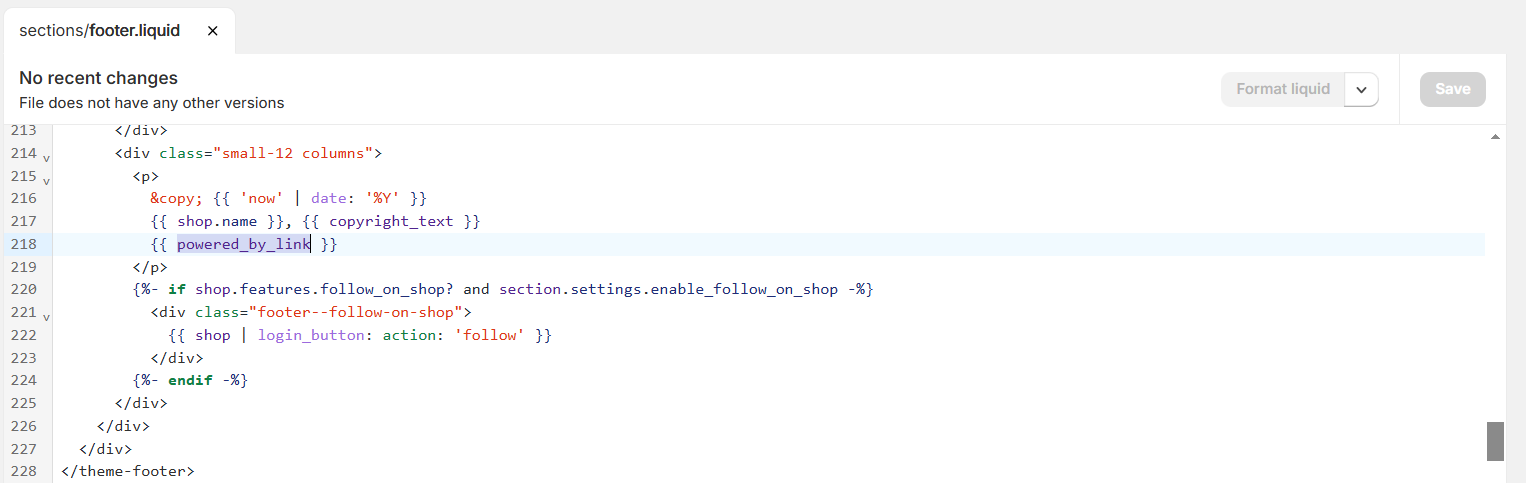 sections/footer.liquid ×
No recent changes
File does not have any other versions
Format liquid
Save
213 </div>
214 <div class="small-12 columns">
215 <p>
216 &copy; {{ 'now' | date: '%Y' }}
217 {{ shop.name }}, {{ copyright_text }}
218 {{ powered_by_link }}
219 </p>
220 {%- if shop.features.follow_on_shop? and section.settings.enable_follow_on_shop -%}
221 <div class="footer--follow-on-shop">
222 {{ shop | login_button: action: 'follow' }}
223 </div>
224 {%- endif -%}
225 </div>
226 </div>
227 </div>
228 </theme-footer>